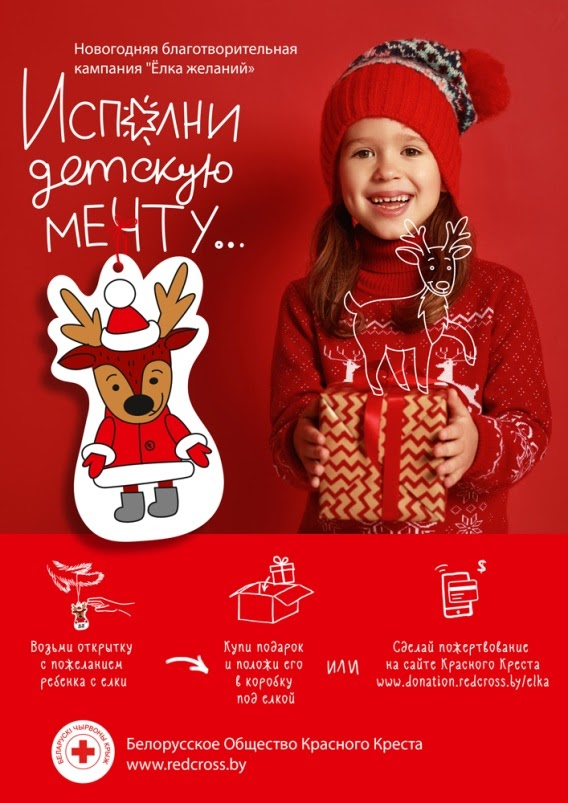 Новогодняя благотворительная
кампания "Ёлка желаний»
Исполни
детскую
мечту...
Возьми открытку
с пожеланием
ребенка с елки
Купи подарок
и положи его
в коробку
под елкой
или
$
Сделай пожертвование
на сайте Красного Креста
www.donation.redcross.by/elka
БЕЛАРУСКІ ЧЫРВОНЫ КРЫЖ
Белорусское Общество Красного Креста
www.redcross.by